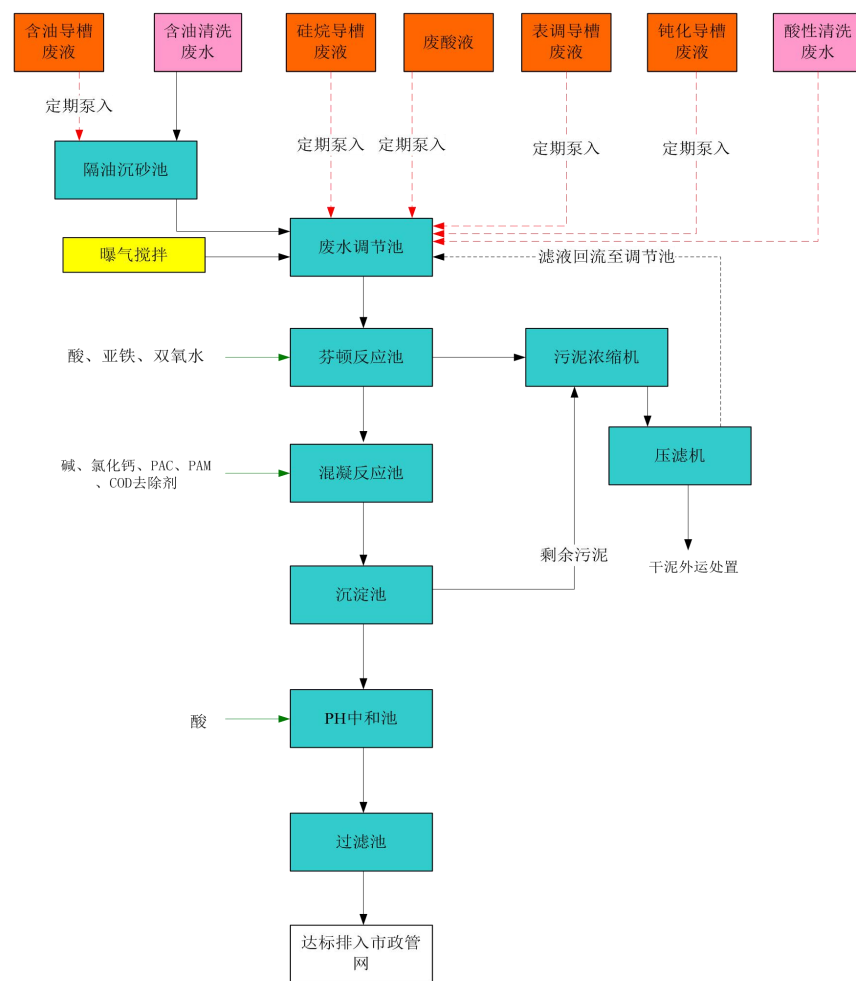 含油导槽
废液
含油清洗
废水
硅烷导槽
废液
废酸液
表调导槽
废液
钝化导槽
废液
酸性清洗
废水
定期泵入
定期泵入
定期泵入
定期泵入
定期泵入
隔油沉砂池
废水调节池
曝气搅拌
滤液回流至调节池
酸、亚铁、双氧水
芬顿反应池
污泥浓缩机
压滤机
碱、氯化钙、PAC、PAM
、COD去除剂
混凝反应池
剩余污泥
干泥外运处置
沉淀池
酸
PH中和池
过滤池
达标排入市政管
网